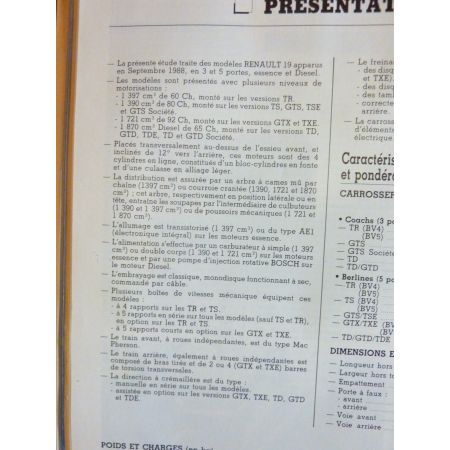 PRÉSENTAT
— La présente étude traite des modèles RENAULT 19 apparus
en Septembre 1988, en 3 et 5 portes, essence et Diesel.
— Les modèles sont présentés avec plusieurs niveaux de
motorisations :
- 1 397 cm³ de 60 Ch, monté sur les versions TR.
- 1 390 cm³ de 80 Ch, monté sur les versions TS, GTS, TSE
et GTS Société.
- 1 721 cm³ de 92 Ch, monté sur les versions GTX et TXE.
- 1 870 cm³ Diesel de 65 Ch, monté sur les versions TD,
GTD, TDE, TD et GTD Société.
— Placés transversalement au-dessus de l'essieu avant, et
inclinés de 12° vers l'arrière, ces moteurs sont des 4
cylindres en ligne, constitués d'un bloc-cylindres en fonte
et d'une culasse en alliage léger.
— La distribution est assurée par un arbre à cames mû par
chaîne (1397 cm³) ou courroie crantée (1390, 1721 et 1870
cm³) ; cet arbre, respectivement en position latérale ou en
tête, entraîne les soupapes par l'intermédiaire de culbuteurs
(1 390 et 1 397 cm³) ou de poussoirs mécaniques (1 721 et
1 870 cm³).
— L'allumage est transistorisé (1 397 cm³) ou du type AEI
(électronique intégral) sur les moteurs essence.
— L'alimentation s'effectue par un carburateur à simple (1 397
cm³) ou double corps (1 390 et 1 721 cm³) sur les moteurs
essence et par une pompe d'injection rotative BOSCH sur
le moteur Diesel.
— L'embrayage est classique, monodisque fonctionnant à sec,
commandé par câble.
— Plusieurs boîtes de vitesses mécanique équipent ces
modèles :
- à 4 rapports sur les TR et TS.
- à 5 rapports en série sur tous les modèles (sauf TS et TR),
en option sur les TR et TS.
- à 5 rapports courts en option sur les GTX et TXE.
— Le train avant, à roues indépendantes, est du type Mac
Pherson.
— Le train arrière, également à roues indépendantes est
composé de bras tirés et de 2 ou 4 (GTX et TXE) barres
de torsion transversales.
— La direction à crémaillère est du type :
- manuelle en série sur tous les modèles.
- assistée en option sur les versions GTX, TXE, TD, GTD
et TDE.
POIDS ET CHARGES
— Le freinage
- des disq
et TXE)
- des disq
- des tam
- correcte
arrière.
— La carross
d'élément
électrique
Caractéris
et pondéra
CARROSSER
• Coachs (3 po
— TR (BV4)
(BV5)
— GTS
— GTS Société
— TD
— TD/GTD
• Berlines (5 po
— TR (BV4)
(BV5)
— TS (BV4)
(BV5)
— GTS/TSE
— GTX/TXE (BV
(BV
— TD/GTD/TDE
DIMENSIONS E
— Longueur hors
— Largeur hors to
— Empattement
— Porte à faux :
- avant
- arrière
— Voie avant
— Voie arrière